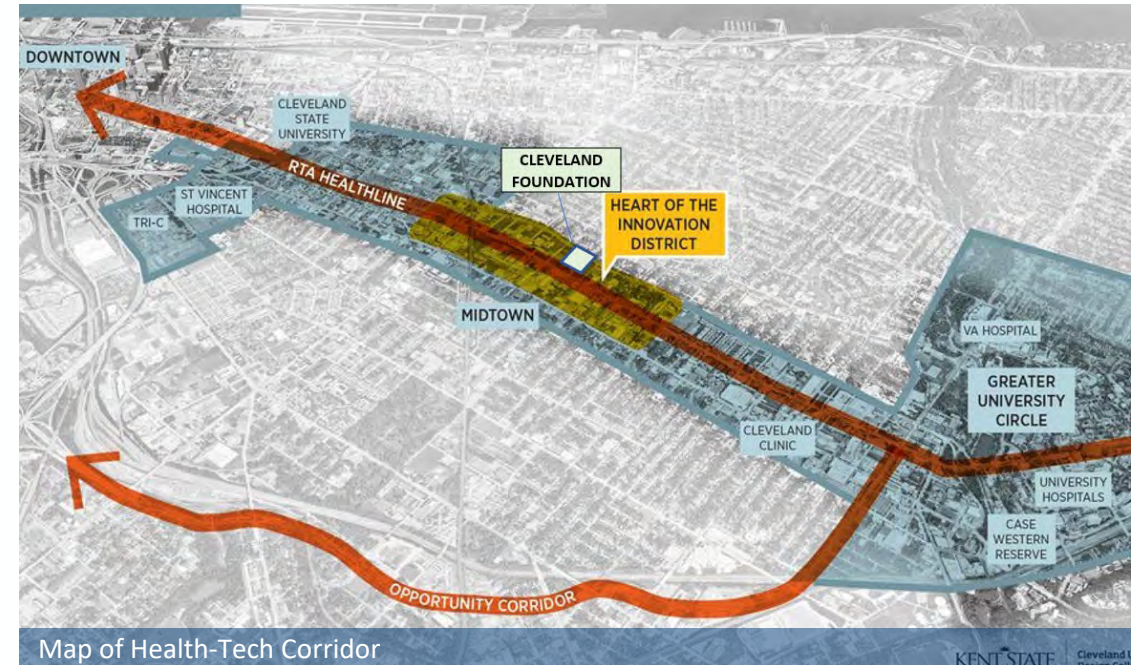 DOWNTOWN
CLEVELAND
STATE
UNIVERSITY
RTA HEALTHLINE
CLEVELAND
FOUNDATION
HEART OF THE
INNOVATION
DISTRICT
ST VINCENT
HOSPITAL
TRI-C
MIDTOWN
VA HOSPITAL
GREATER
UNIVERSITY
CIRCLE
CLEVELAND
CLINIC
UNIVERSITY
HOSPITALS
CASE
WESTERN
RESERVE
OPPORTUNITY CORRIDOR
Map of Health-Tech Corridor
KENT STATE
Cleveland U